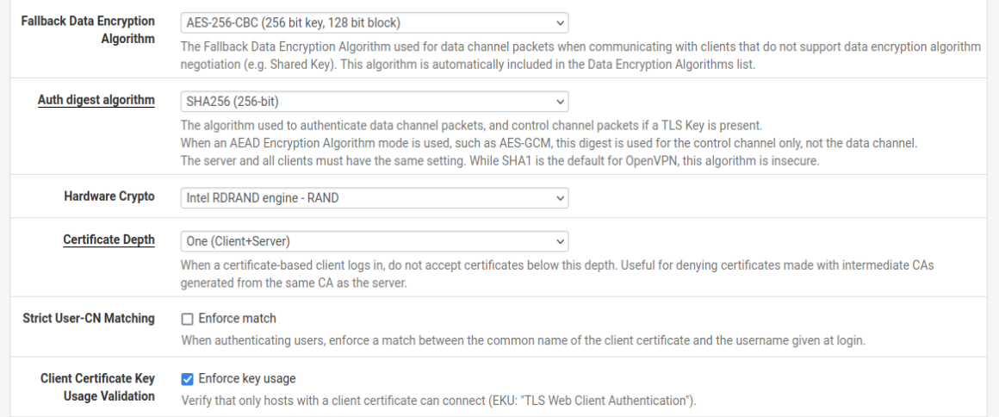 Fallback Data Encryption Algorithm
AES-256-CBC (256 bit key, 128 bit block)
The Fallback Data Encryption Algorithm used for data channel packets when communicating with clients that do not support data encryption algorithm
negotiation (e.g. Shared Key). This algorithm is automatically included in the Data Encryption Algorithms list.
Auth digest algorithm
SHA256 (256-bit)
The algorithm used to authenticate data channel packets, and control channel packets if a TLS Key is present.
When an AEAD Encryption Algorithm mode is used, such as AES-GCM, this digest is used for the control channel only, not the data channel.
The server and all clients must have the same setting. While SHA1 is the default for OpenVPN, this algorithm is insecure.
Hardware Crypto
Intel RDRAND engine - RAND
Certificate Depth
One (Client+Server)
When a certificate-based client logs in, do not accept certificates below this depth. Useful for denying certificates made with intermediate CAs
generated from the same CA as the server.
Strict User-CN Matching
Enforce match
When authenticating users, enforce a match between the common name of the client certificate and the username given at login.
Client Certificate Key
Usage Validation
Enforce key usage
Verify that only hosts with a client certificate can connect (EKU: "TLS Web Client Authentication").